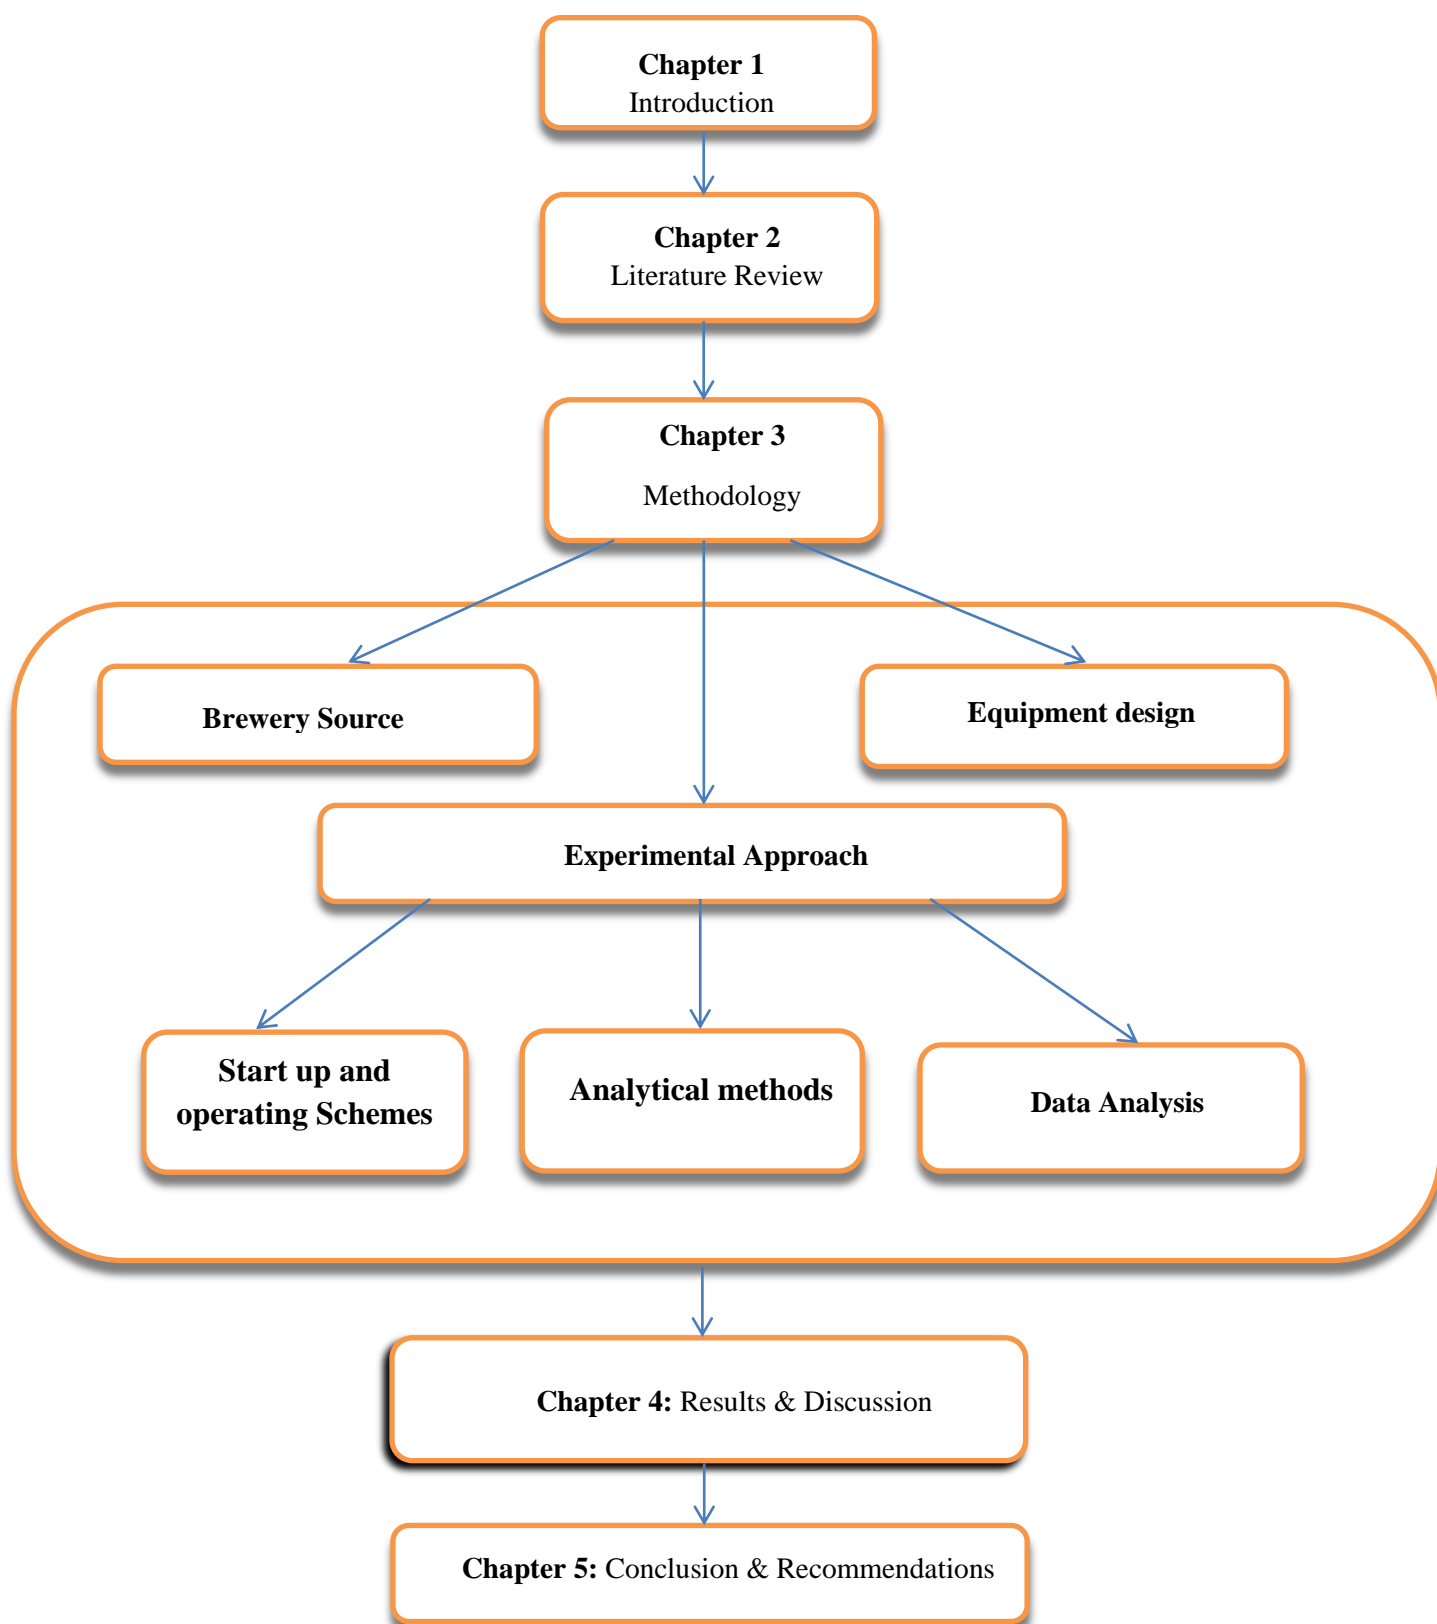 Chapter 1
Introduction
Chapter 2
Literature Review
Chapter 3
Methodology
Brewery Source
Equipment design
Experimental Approach
Start up and
operating Schemes
Analytical methods
Data Analysis
Chapter 4: Results & Discussion
Chapter 5: Conclusion & Recommendations